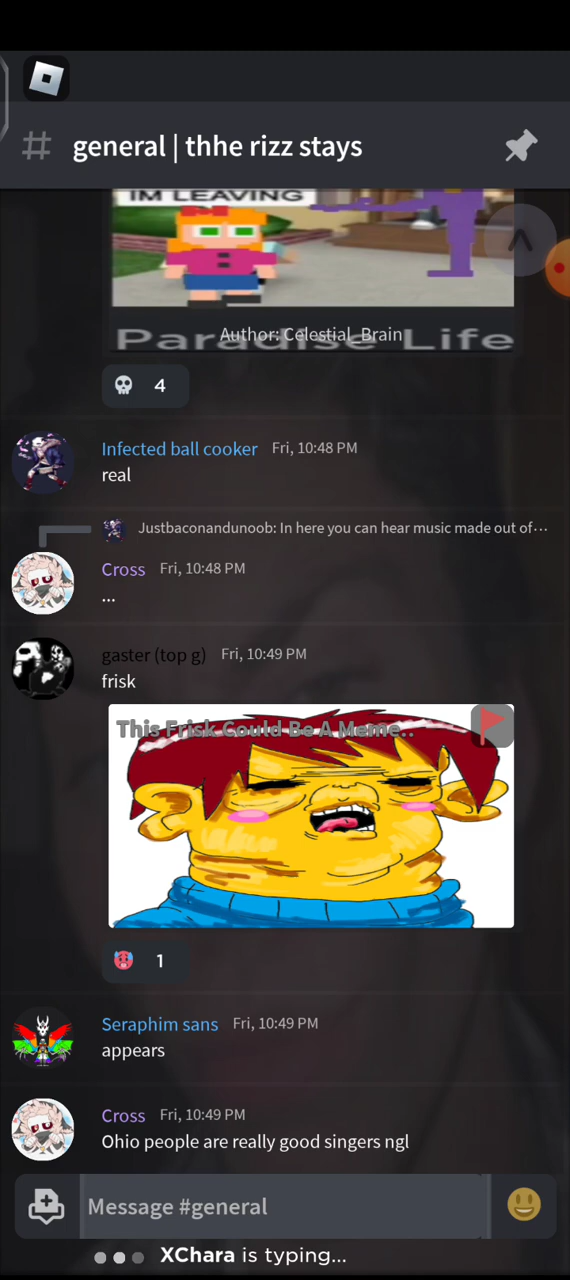 general | thhe rizz stays
IM LEAVING
Paradise Life
Author: Celestial_Brain
4
Infected ball cooker Fri, 10:48 PM
real
Justbaconandunoob: In here you can hear music made out of···
Cross Fri, 10:48 PM
...
gaster (top g) Fri, 10:49 PM
frisk
This Frisk Could Be A Meme..
1
Seraphim sans Fri, 10:49 PM
appears
Cross Fri, 10:49 PM
Ohio people are really good singers ngl
Message #general
XChara is typing...